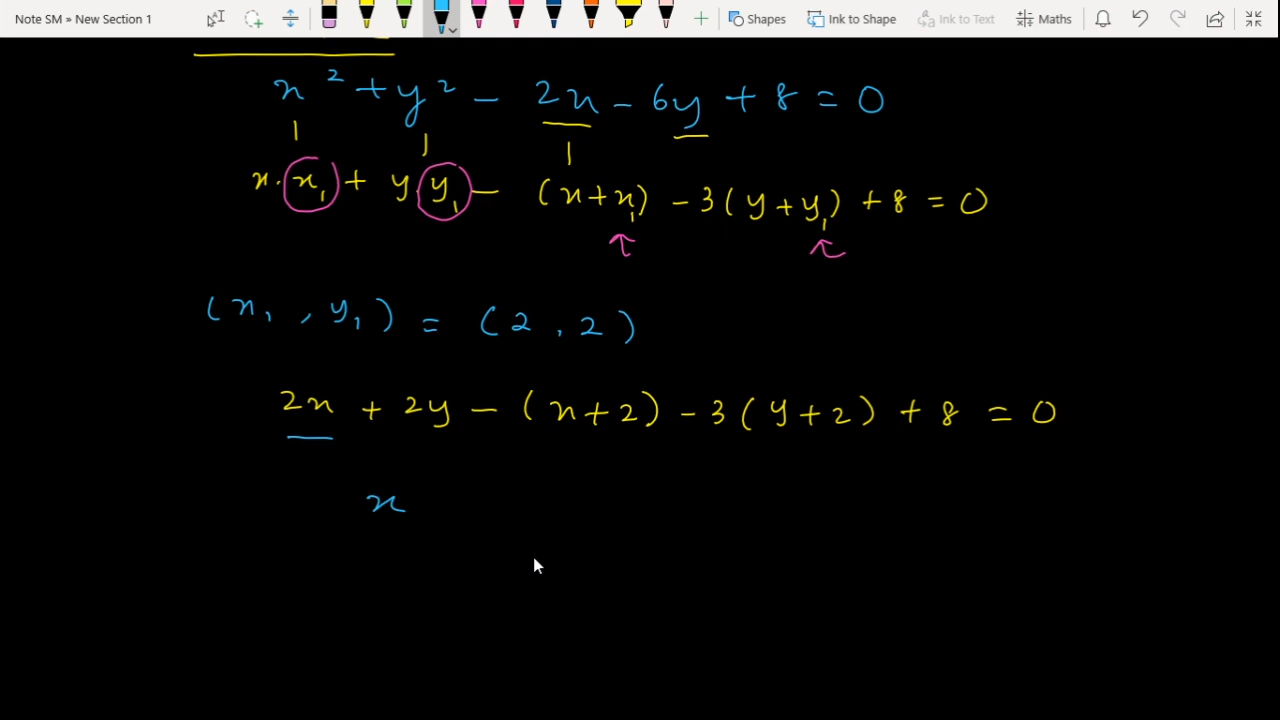 Note SM » New Section 1
Shapes
Ink to Shape
Ink to Text
Maths
x² + y² - 2x - 6y + 8 = 0
x·x₁ + y y₁ - (x+x₁) - 3(y+y₁) + 8 = 0
(x₁, y₁) = (2, 2)
2x + 2y - (x+2) - 3(y+2) + 8 = 0
x